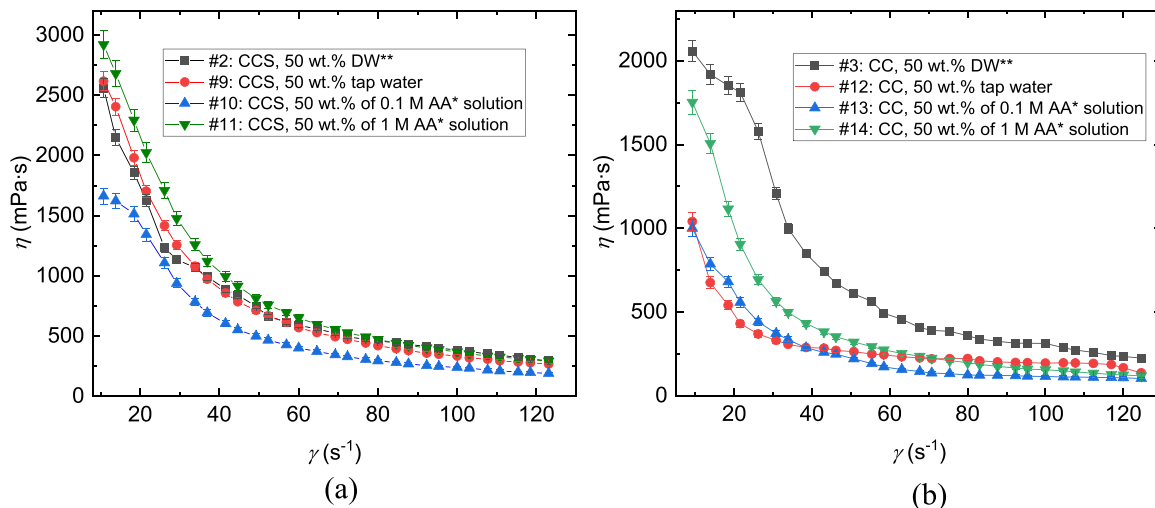 3000
2500
2000
1500
1000
500
0
η (mPa·s)
#2: CCS, 50 wt.% DW**
#9: CCS, 50 wt.% tap water
#10: CCS, 50 wt.% of 0.1 M AA* solution
#11: CCS, 50 wt.% of 1 M AA* solution
20 40 60 80 100 120
γ (s⁻¹)
(a)
2000
1500
1000
500
0
η (mPa·s)
#3: CC, 50 wt.% DW**
#12: CC, 50 wt.% tap water
#13: CC, 50 wt.% of 0.1 M AA* solution
#14: CC, 50 wt.% of 1 M AA* solution
20 40 60 80 100 120
γ (s⁻¹)
(b)